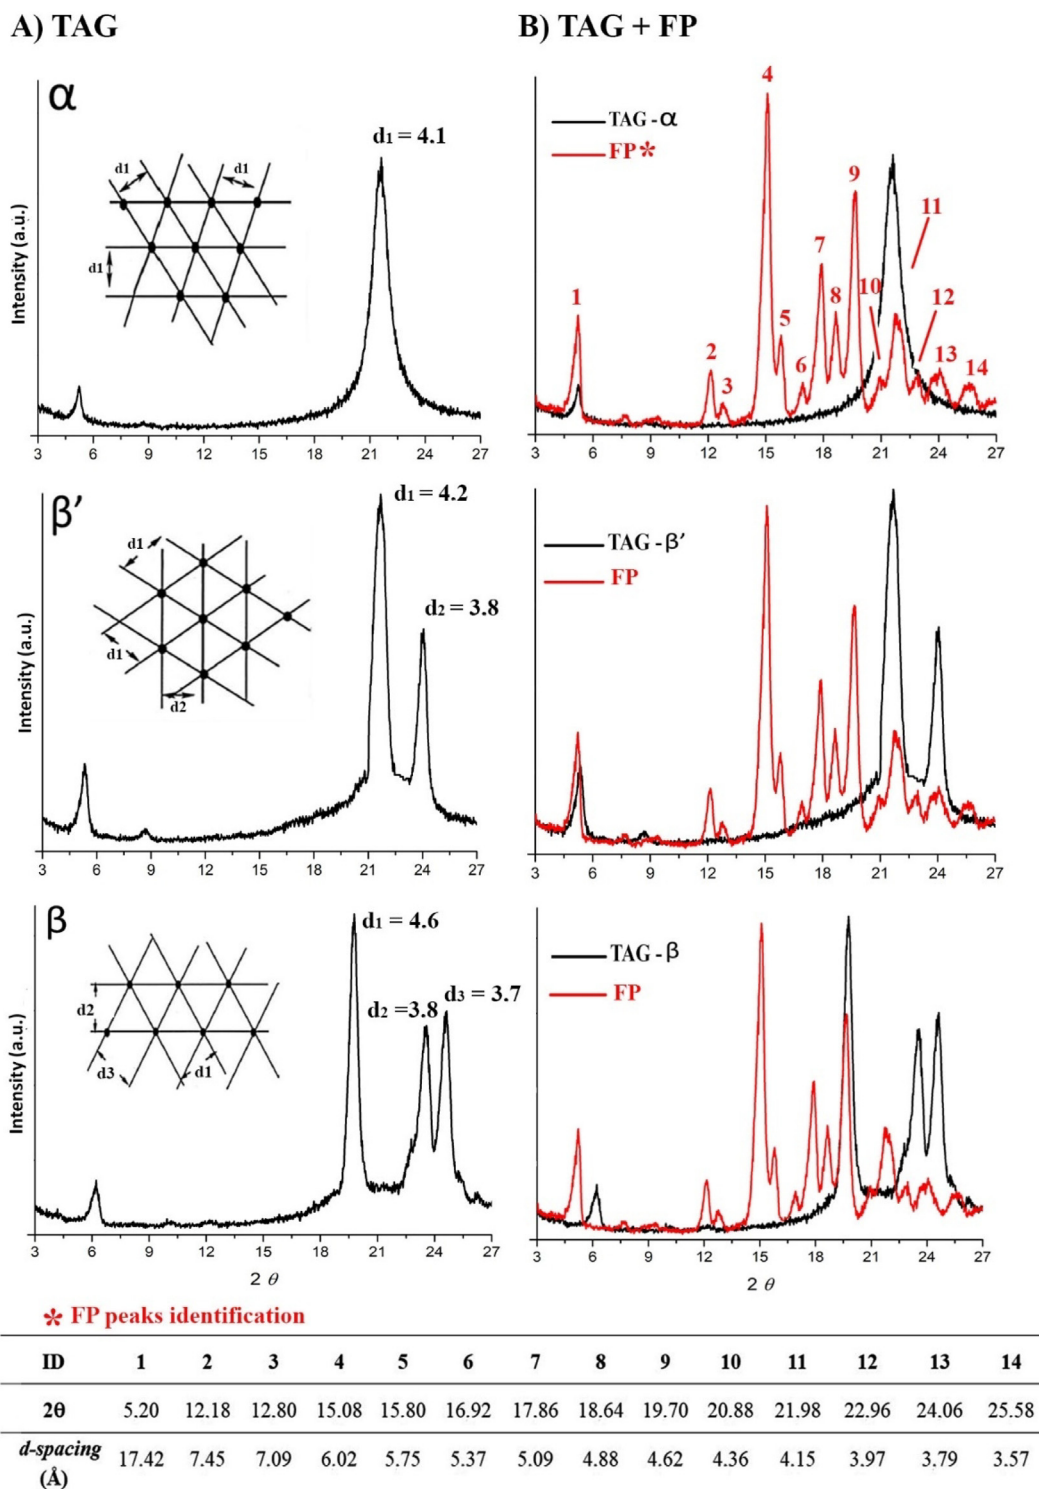 A) TAG
B) TAG + FP
α
d1 = 4.1
d1
d1
d1
Intensity (a.u.)
3 6 9 12 15 18 21 24 27
TAG - α
FP*
1 2 3 4 5 6 7 8 9 10 11 12 13 14
3 6 9 12 15 18 21 24 27
β’
d1 = 4.2
d2 = 3.8
d1
d1
d2
Intensity (a.u.)
3 6 9 12 15 18 21 24 27
TAG - β’
FP
3 6 9 12 15 18 21 24 27
β
d1 = 4.6
d2 =3.8
d3 = 3.7
d2
d3
d1
Intensity (a.u.)
3 6 9 12 15 18 21 24 27
2 θ
TAG - β
FP
3 6 9 12 15 18 21 24 27
2 θ
* FP peaks identification
ID 1 2 3 4 5 6 7 8 9 10 11 12 13 14
2θ 5.20 12.18 12.80 15.08 15.80 16.92 17.86 18.64 19.70 20.88 21.98 22.96 24.06 25.58
d-spacing (Å) 17.42 7.45 7.09 6.02 5.75 5.37 5.09 4.88 4.62 4.36 4.15 3.97 3.79 3.57